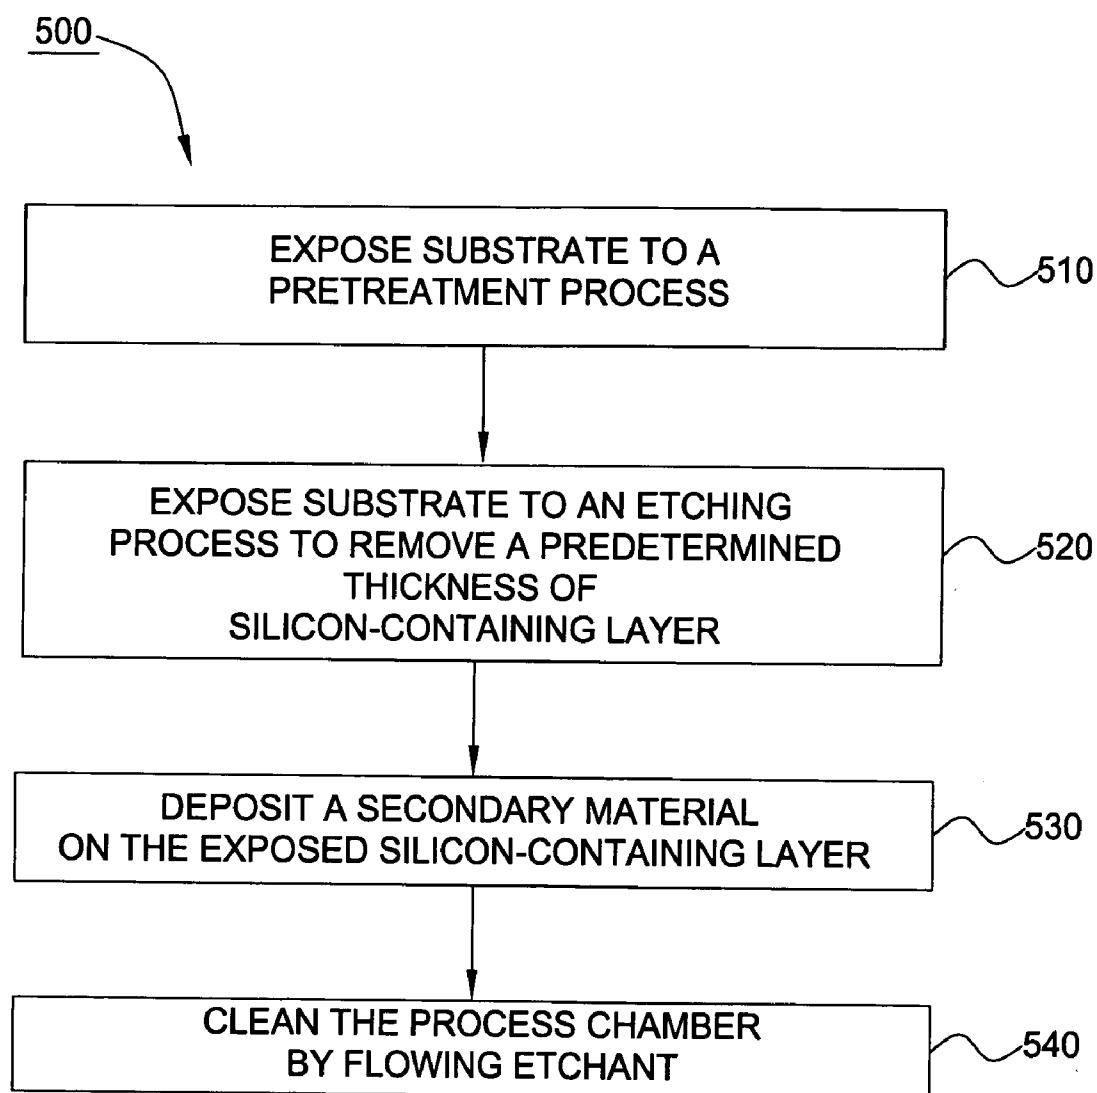 500
EXPOSE SUBSTRATE TO A
PRETREATMENT PROCESS
510
EXPOSE SUBSTRATE TO AN ETCHING
PROCESS TO REMOVE A PREDETERMINED
THICKNESS OF
SILICON-CONTAINING LAYER
520
DEPOSIT A SECONDARY MATERIAL
ON THE EXPOSED SILICON-CONTAINING LAYER
530
CLEAN THE PROCESS CHAMBER
BY FLOWING ETCHANT
540